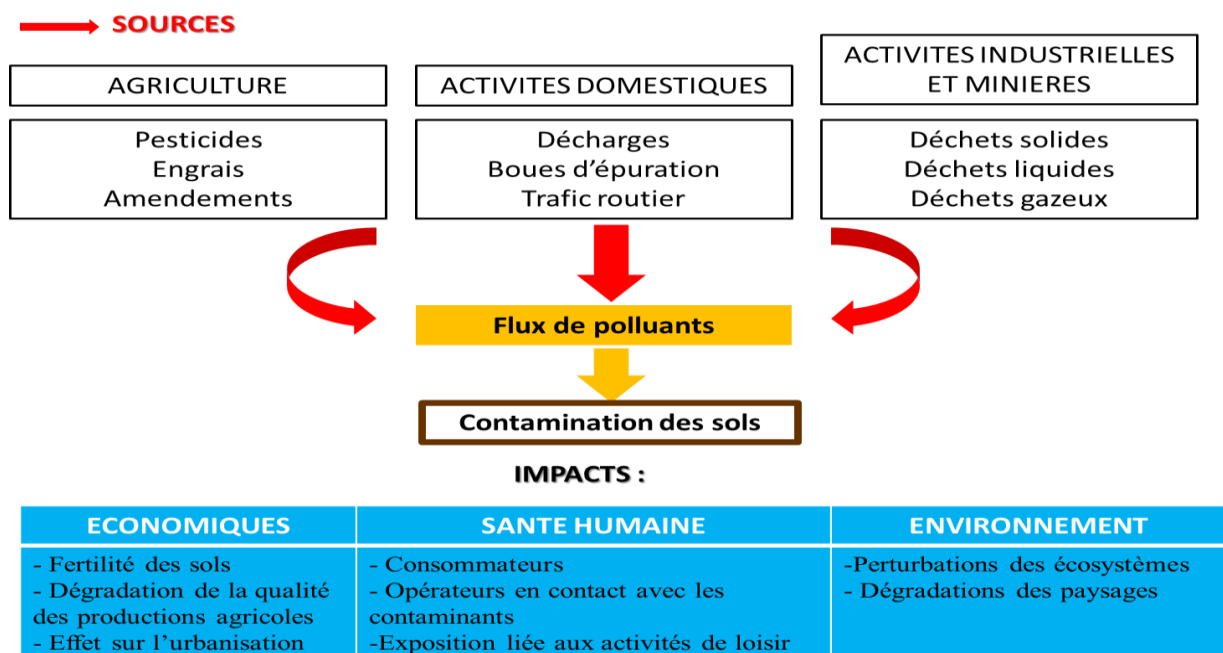 SOURCES
AGRICULTURE
Pesticides
Engrais
Amendements
ACTIVITES DOMESTIQUES
Décharges
Boues d'épuration
Trafic routier
ACTIVITES INDUSTRIELLES
ET MINIERES
Déchets solides
Déchets liquides
Déchets gazeux
Flux de polluants
Contamination des sols
IMPACTS :
ECONOMIQUES
- Fertilité des sols
- Dégradation de la qualité
des productions agricoles
- Effet sur l'urbanisation
SANTE HUMAINE
- Consommateurs
- Opérateurs en contact avec les
contaminants
-Exposition liée aux activités de loisir
ENVIRONNEMENT
-Perturbations des écosystèmes
- Dégradations des paysages